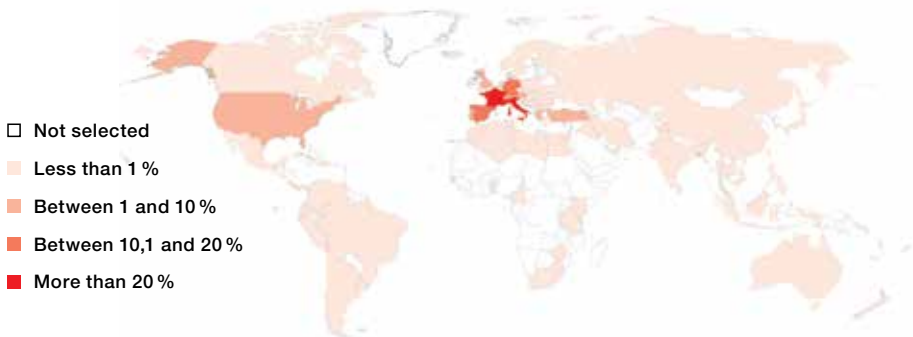 Not selected
Less than 1 %
Between 1 and 10 %
Between 10,1 and 20 %
More than 20 %